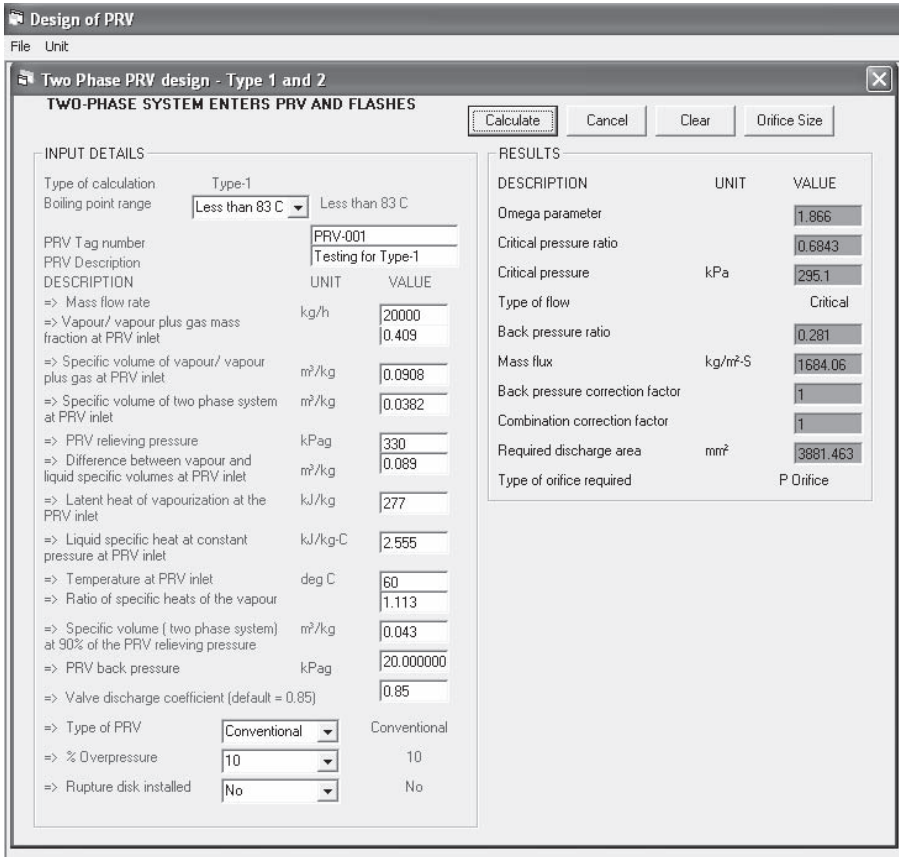 Design of PRV
File Unit
Two Phase PRV design - Type 1 and 2
TWO-PHASE SYSTEM ENTERS PRV AND FLASHES
Calculate Cancel Clear Orifice Size
INPUT DETAILS
Type of calculation Type-1
Boiling point range Less than 83 C Less than 83 C
PRV Tag number PRV-001
PRV Description Testing for Type-1
DESCRIPTION UNIT VALUE
=> Mass flow rate kg/h 20000
=> Vapour/ vapour plus gas mass
fraction at PRV inlet 0.409
=> Specific volume of vapour/ vapour
plus gas at PRV inlet m³/kg 0.0908
=> Specific volume of two phase system
at PRV inlet m³/kg 0.0382
=> PRV relieving pressure kPag 330
=> Difference between vapour and
liquid specific volumes at PRV inlet m³/kg 0.089
=> Latent heat of vapourization at the
PRV inlet kJ/kg 277
=> Liquid specific heat at constant
pressure at PRV inlet kJ/kg-C 2.555
=> Temperature at PRV inlet deg C 60
=> Ratio of specific heats of the vapour 1.113
=> Specific volume ( two phase system)
at 90% of the PRV relieving pressure m³/kg 0.043
=> PRV back pressure kPag 20.000000
=> Valve discharge coefficient (default = 0.85) 0.85
=> Type of PRV Conventional Conventional
=> % Overpressure 10 10
=> Rupture disk installed No No
RESULTS
DESCRIPTION UNIT VALUE
Omega parameter 1.866
Critical pressure ratio 0.6843
Critical pressure kPa 295.1
Type of flow Critical
Back pressure ratio 0.281
Mass flux kg/m²-S 1684.06
Back pressure correction factor 1
Combination correction factor 1
Required discharge area mm² 3881.463
Type of orifice required P Orifice